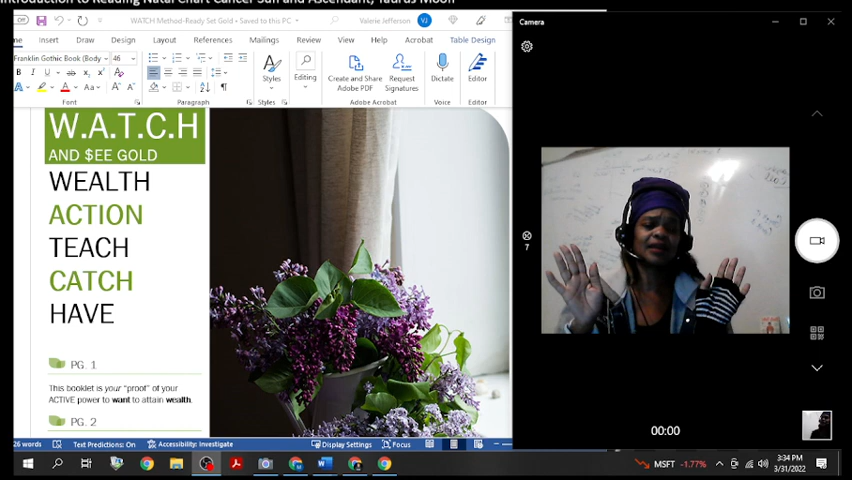 Introduction to Reading Natal Chart Cancer Sun and Ascendant, Taurus Moon
Off
WATCH Method-Ready Set Gold • Saved to this PC
Valerie Jefferson
VJ
Camera
me Insert Layout References Mailings Review View Help Acrobat Table Design
Franklin Gothic Book (Body
46
Styles
Editing
Create and Share Adobe PDF
Request Signatures
Dictate
Editor
Font
Paragraph
Styles
Adobe Acrobat
Voice
Editor
W.A.T.C.H
AND $EE GOLD
WEALTH
ACTION
TEACH
CATCH
HAVE
PG. 1
This booklet is your "proof" of your
ACTIVE power to want to attain wealth.
PG. 2
7
00:00
26 words
Text Predictions: On
Accessibility: Investigate
Display Settings
Focus
MSFT -1.77%
3:34 PM
3/31/2022